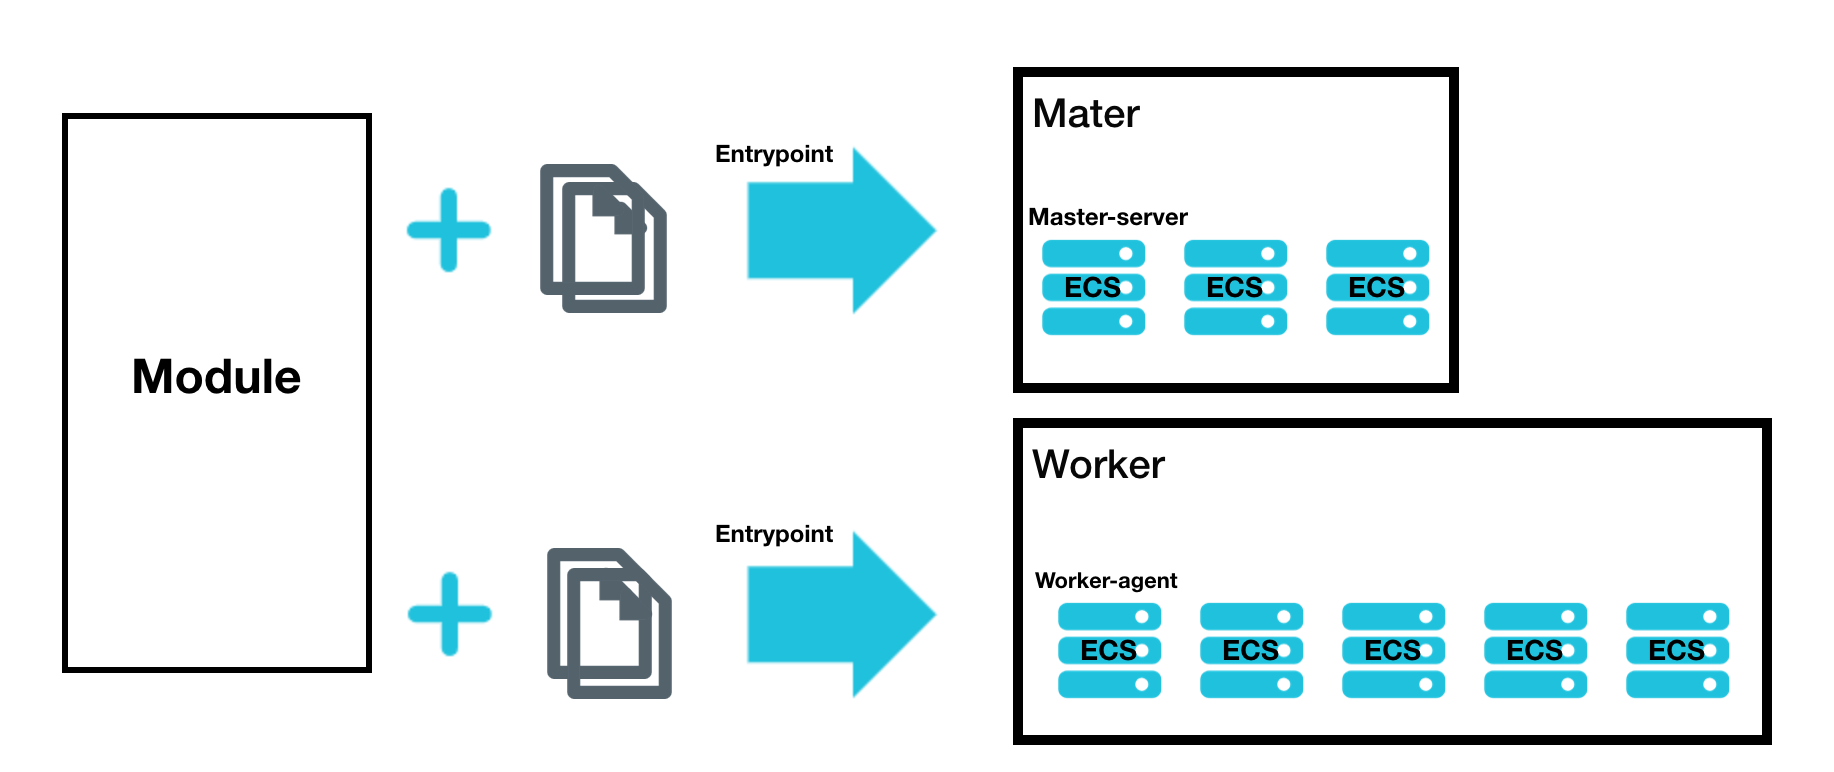 Module
Entrypoint
Mater
Master-server
ECS ECS ECS
Entrypoint
Worker
Worker-agent
ECS ECS ECS ECS ECS